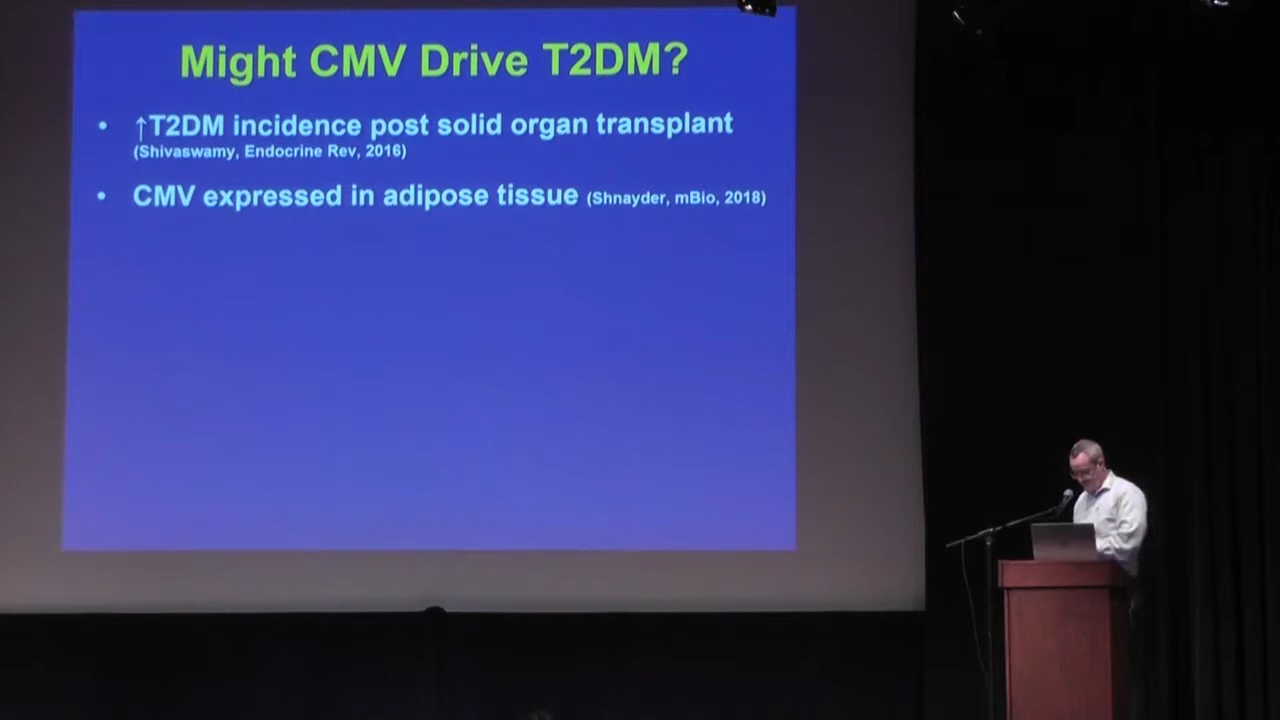 Might CMV Drive T2DM?
• ↑T2DM incidence post solid organ transplant
(Shivaswamy, Endocrine Rev, 2016)
• CMV expressed in adipose tissue (Shnayder, mBio, 2018)